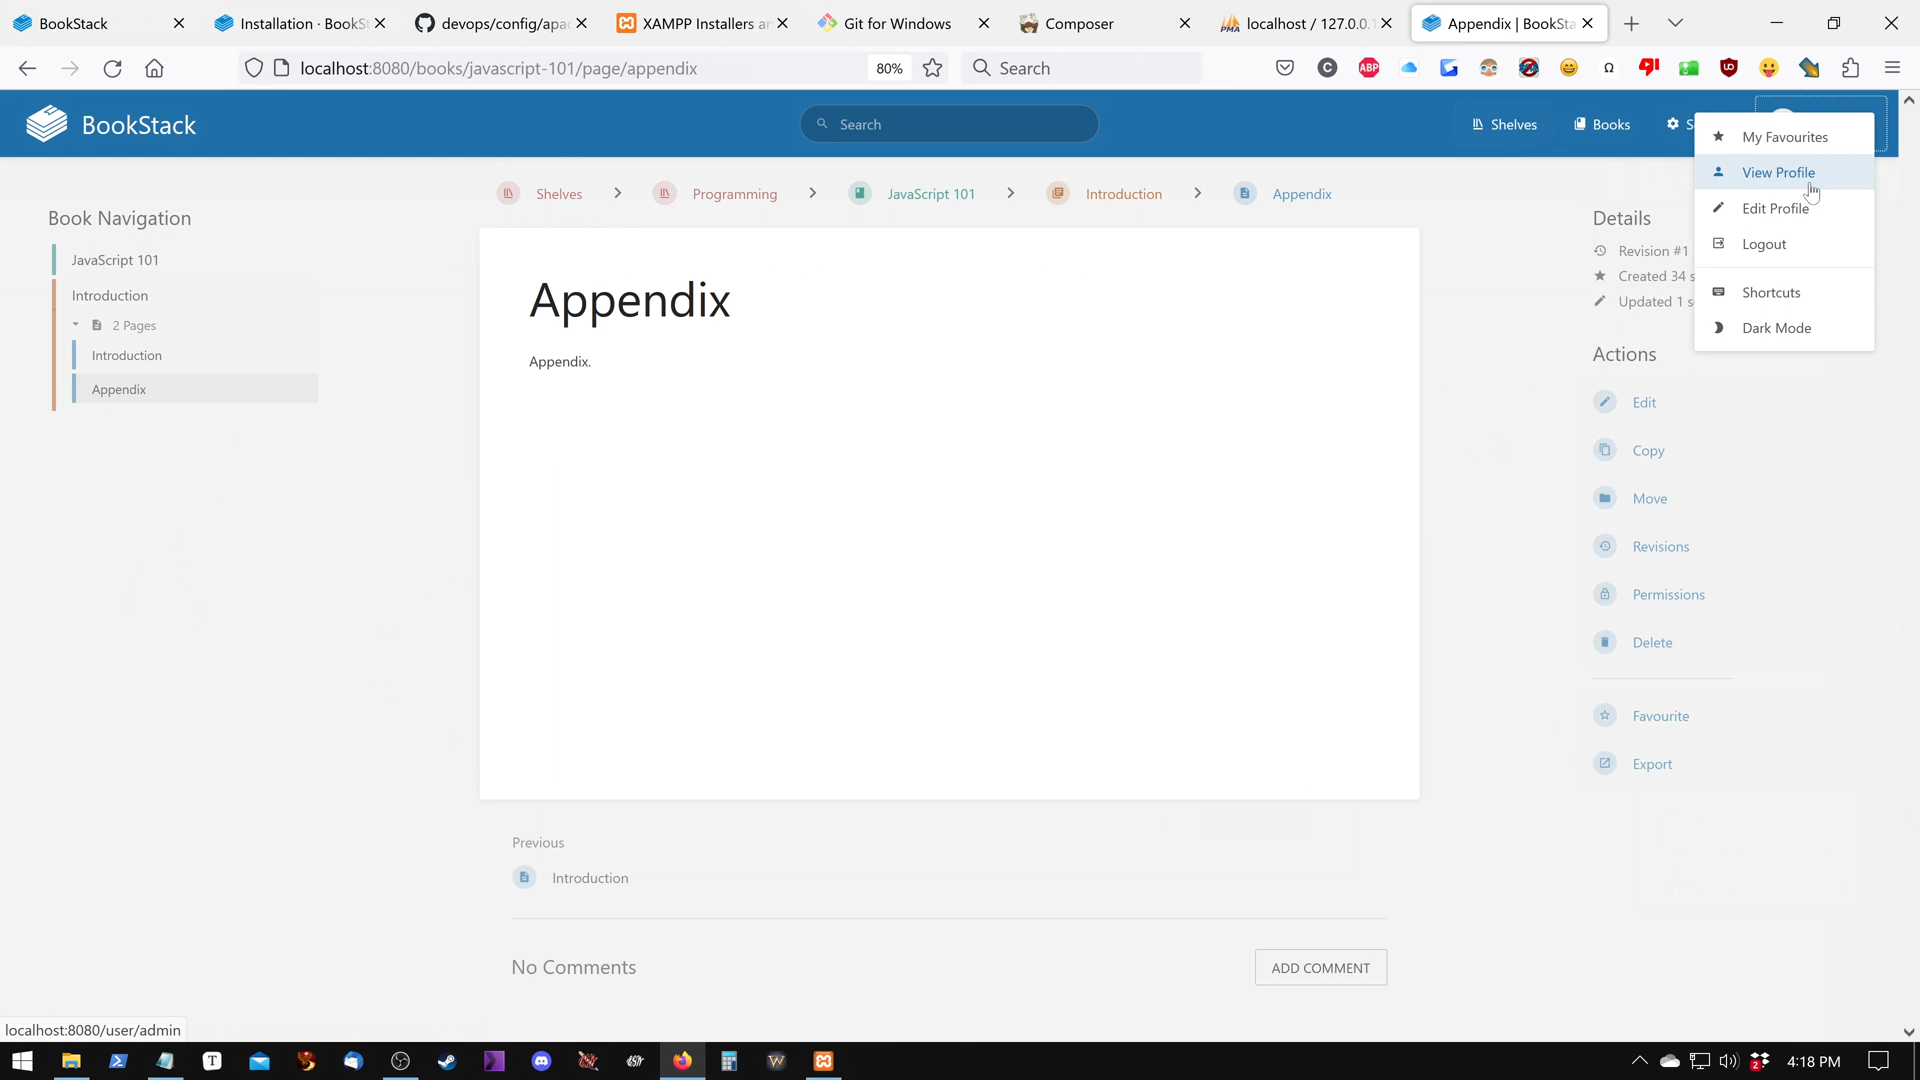 BookStack
Installation · BookSt
devops/config/apac
XAMPP Installers an
Git for Windows
Composer
localhost / 127.0.0.1
Appendix | BookSta
localhost:8080/books/javascript-101/page/appendix
80%
Search
BookStack
Search
Shelves
Books
S
My Favourites
View Profile
Edit Profile
Logout
Shortcuts
Dark Mode
Shelves
Programming
JavaScript 101
Introduction
Appendix
Book Navigation
JavaScript 101
Introduction
2 Pages
Introduction
Appendix
Appendix
Appendix.
Details
Revision #1
Created 34 s
Updated 1 s
Actions
Edit
Copy
Move
Revisions
Permissions
Delete
Favourite
Export
Previous
Introduction
No Comments
ADD COMMENT
localhost:8080/user/admin
4:18 PM